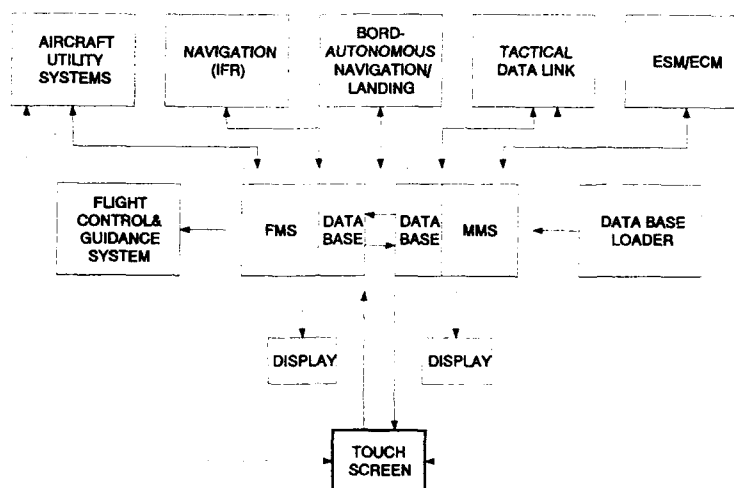 AIRCRAFT
UTILITY
SYSTEMS
NAVIGATION
(IFR)
BORD-
AUTONOMOUS
NAVIGATION/
LANDING
TACTICAL
DATA LINK
ESM/ECM
FLIGHT
CONTROL&
GUIDANCE
SYSTEM
FMS
DATA
BASE
DATA
BASE
MMS
DATA BASE
LOADER
DISPLAY
DISPLAY
TOUCH
SCREEN